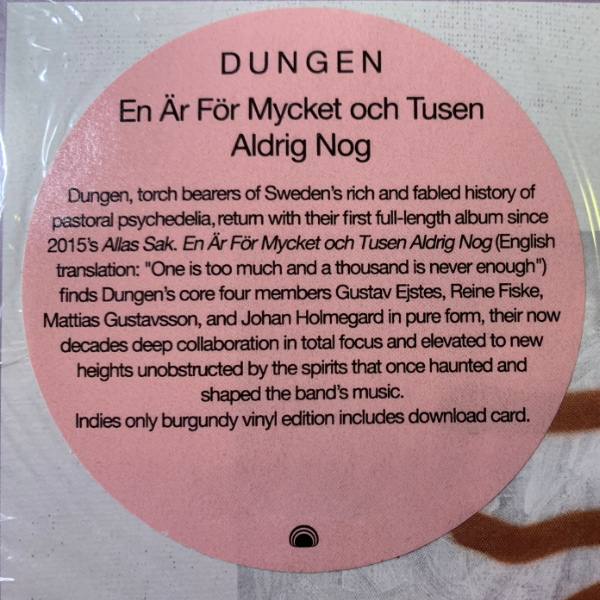 DUNGEN
En Är För Mycket och Tusen
Aldrig Nog
Dungen, torch bearers of Sweden's rich and fabled history of
pastoral psychedelia, return with their first full-length album since
2015's Allas Sak. En Är För Mycket och Tusen Aldrig Nog (English
translation: "One is too much and a thousand is never enough")
finds Dungen's core four members Gustav Ejstes, Reine Fiske,
Mattias Gustavsson, and Johan Holmegard in pure form, their now
decades deep collaboration in total focus and elevated to new
heights unobstructed by the spirits that once haunted and
shaped the band's music.
Indies only burgundy vinyl edition includes download card.